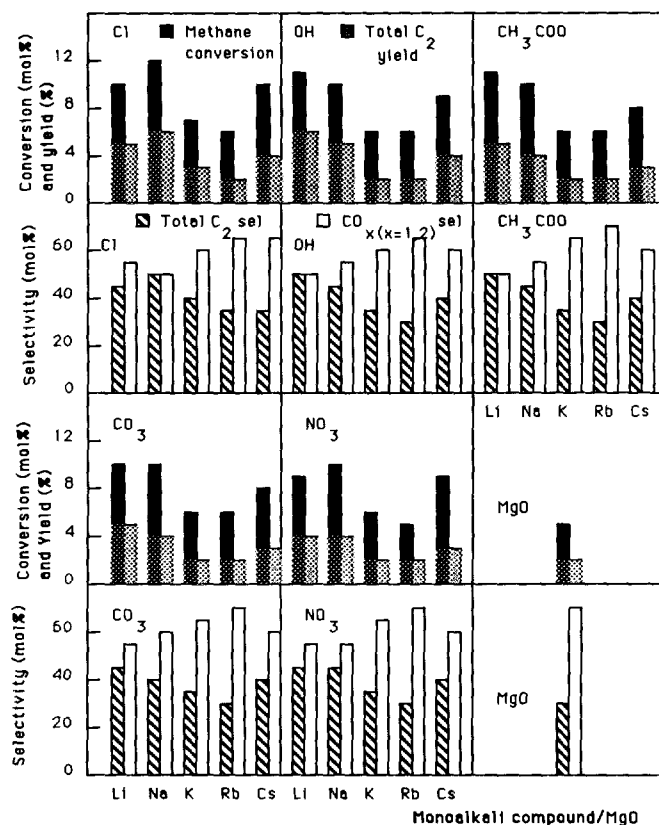 Cl Methane conversion OH Total C2 yield CH3COO
Conversion (mol%) and yield (%)
12
8
4
0
Total C2 sel COx(x=1,2) sel CH3COO
Cl OH
Selectivity (mol%)
60
40
20
0
Li Na K Rb Cs
CO3 NO3
Conversion (mol%) and Yield (%)
12
8
4
0
MgO
CO3 NO3
Selectivity (mol%)
60
40
20
0
MgO
Li Na K Rb Cs Li Na K Rb Cs
Monoalkali compound/MgO